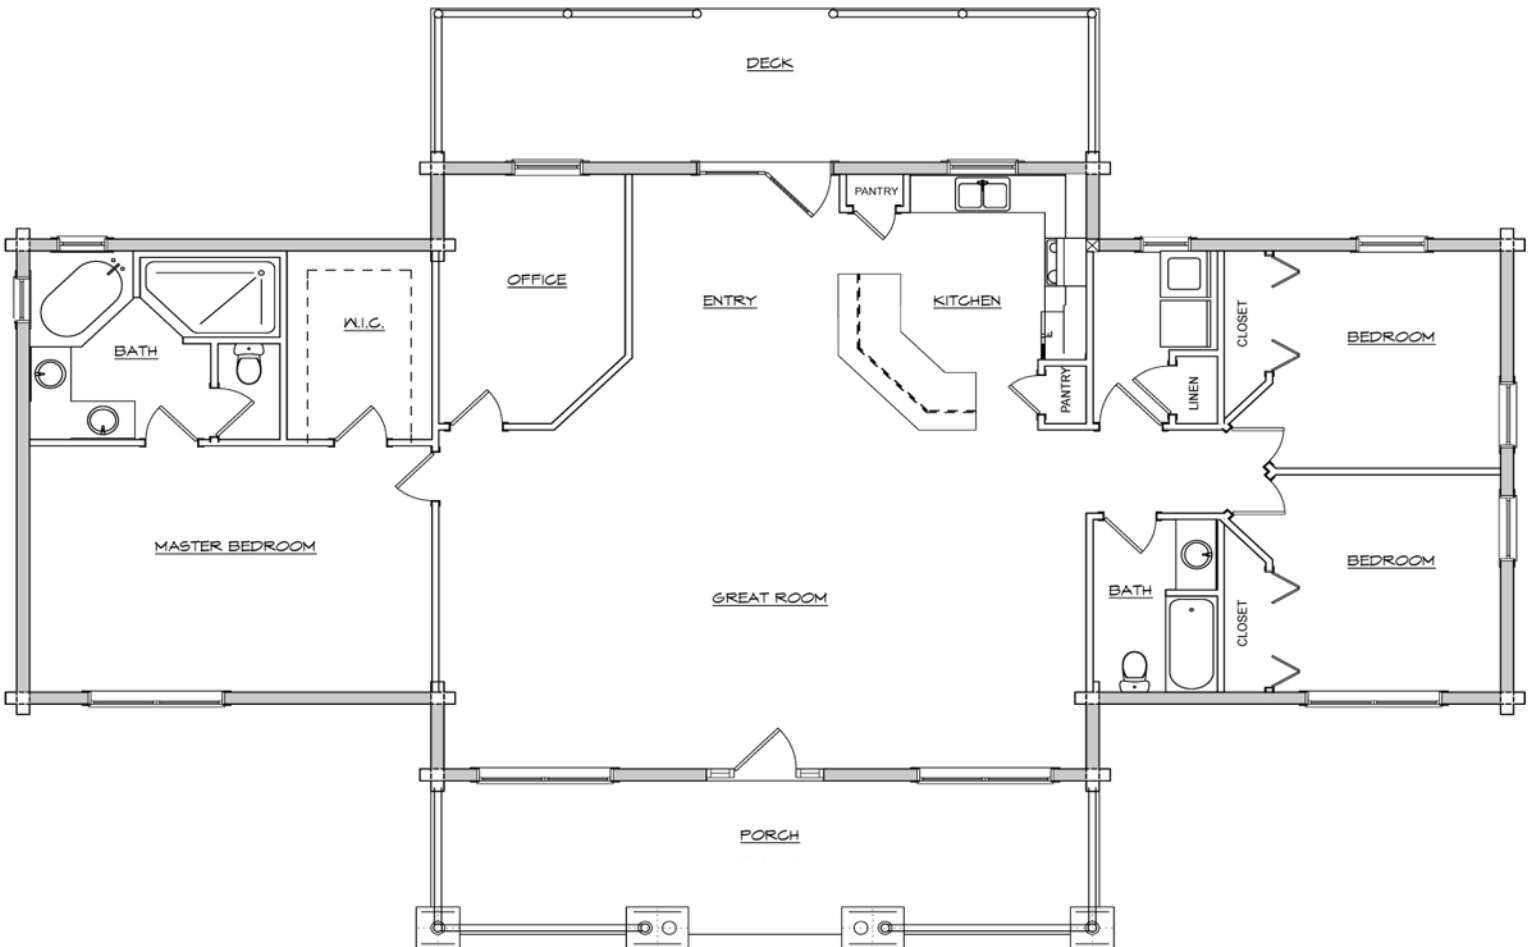 DECK
PANTRY
OFFICE
ENTRY
KITCHEN
W.I.C.
CLOSET
BEDROOM
BATH
PANTRY
LINEN
MASTER BEDROOM
BEDROOM
BATH
GREAT ROOM
CLOSET
PORCH